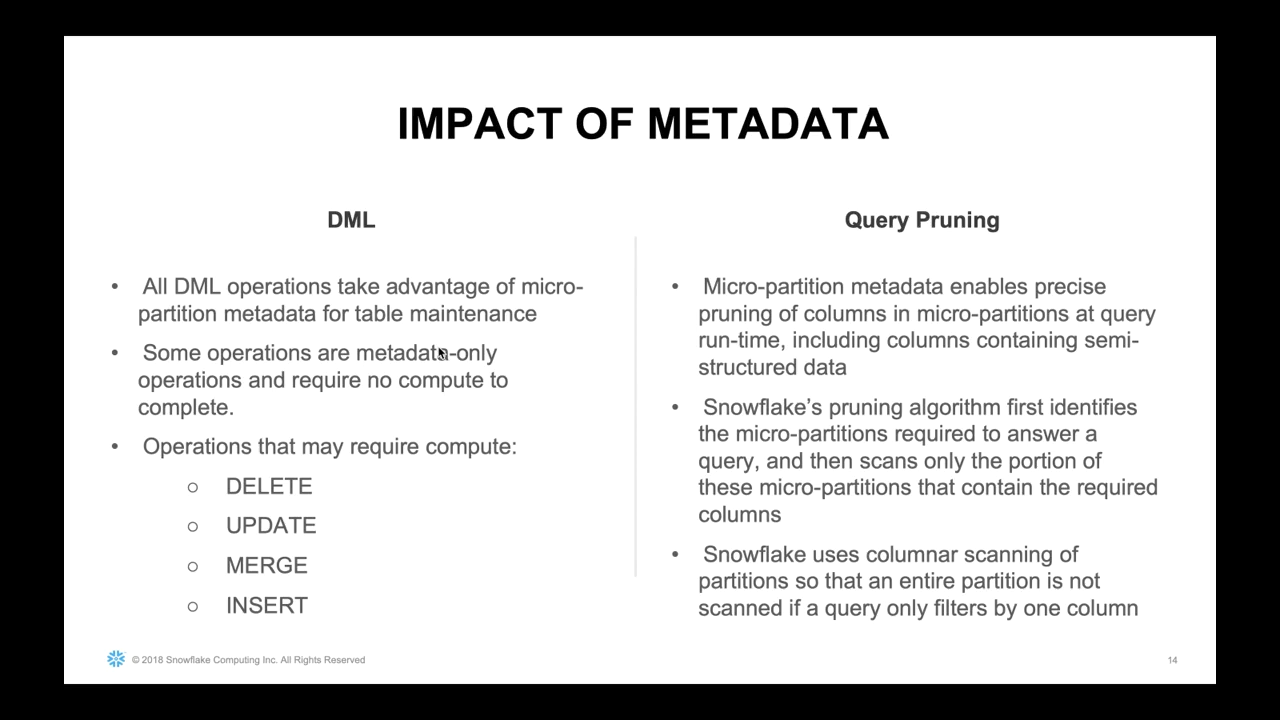 IMPACT OF METADATA
DML
• All DML operations take advantage of micro-
partition metadata for table maintenance
• Some operations are metadata-only
operations and require no compute to
complete.
• Operations that may require compute:
○ DELETE
○ UPDATE
○ MERGE
○ INSERT
Query Pruning
• Micro-partition metadata enables precise
pruning of columns in micro-partitions at query
run-time, including columns containing semi-
structured data
• Snowflake’s pruning algorithm first identifies
the micro-partitions required to answer a
query, and then scans only the portion of
these micro-partitions that contain the required
columns
• Snowflake uses columnar scanning of
partitions so that an entire partition is not
scanned if a query only filters by one column
© 2018 Snowflake Computing Inc. All Rights Reserved
14